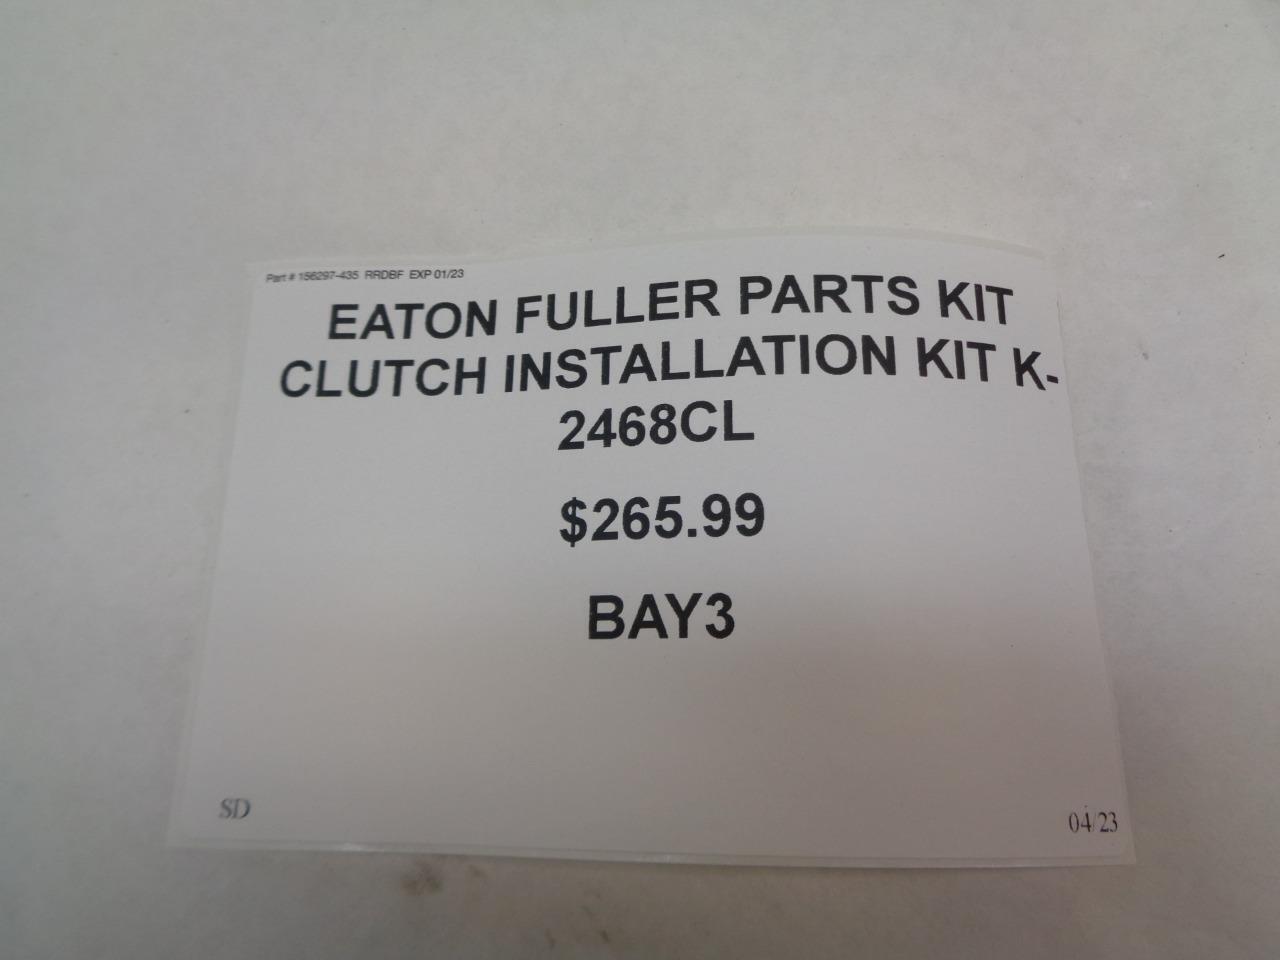 Part # 156297-435 RRDBF EXP 01/23
EATON FULLER PARTS KIT
CLUTCH INSTALLATION KIT K-
2468CL
$265.99
BAY3
SD
04/23